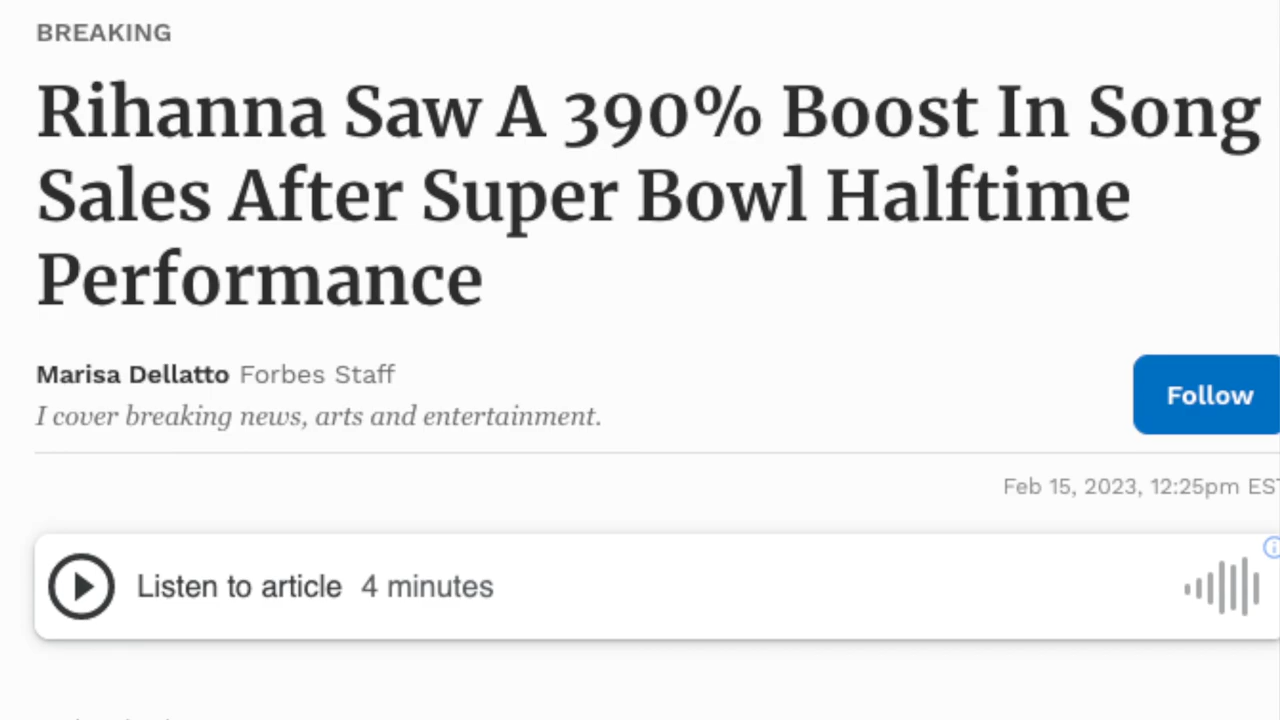 BREAKING
Rihanna Saw A 390% Boost In Song
Sales After Super Bowl Halftime
Performance
Marisa Dellatto Forbes Staff
I cover breaking news, arts and entertainment.
Follow
Feb 15, 2023, 12:25pm EST
Listen to article 4 minutes